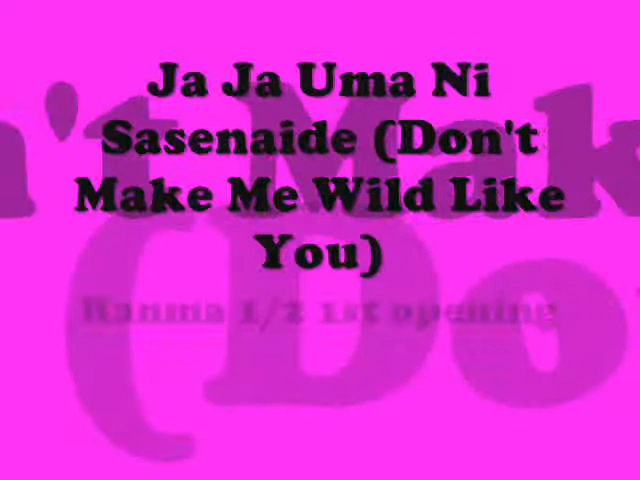 Ja Ja Uma Ni
Sasenaide (Don't
Make Me Wild Like
You)
Ranma 1/2 1st opening